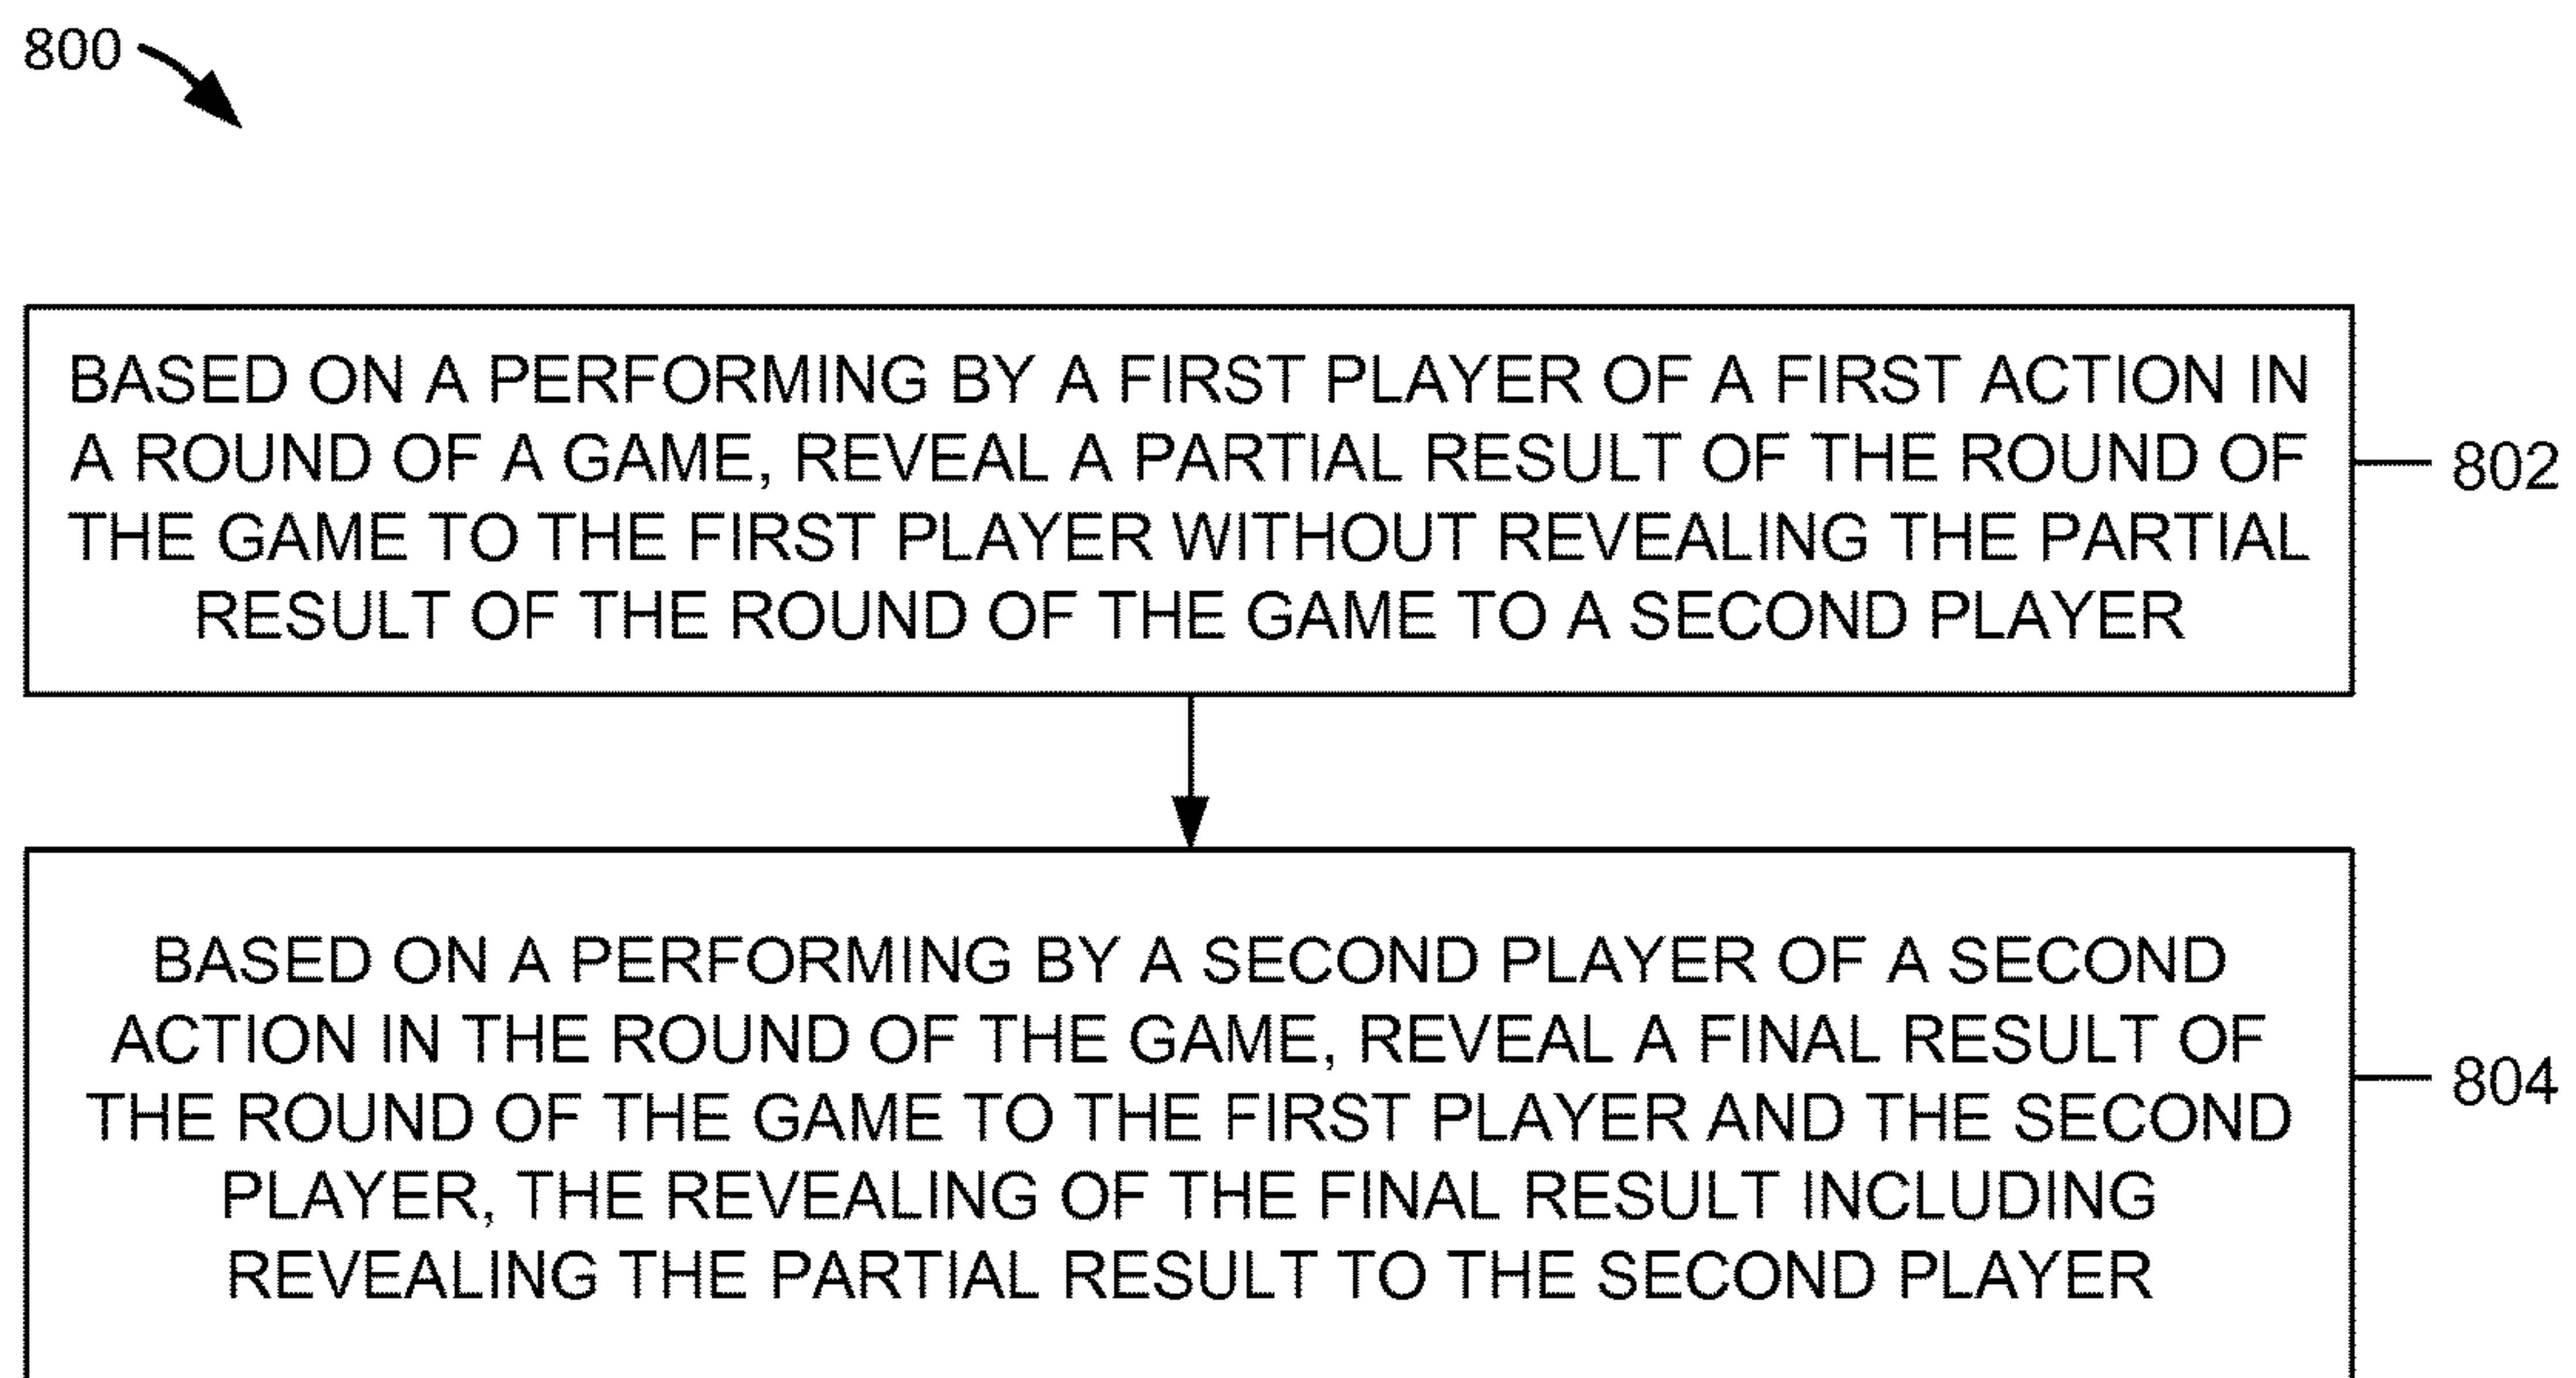 800
BASED ON A PERFORMING BY A FIRST PLAYER OF A FIRST ACTION IN
A ROUND OF A GAME, REVEAL A PARTIAL RESULT OF THE ROUND OF
THE GAME TO THE FIRST PLAYER WITHOUT REVEALING THE PARTIAL
RESULT OF THE ROUND OF THE GAME TO A SECOND PLAYER
802
BASED ON A PERFORMING BY A SECOND PLAYER OF A SECOND
ACTION IN THE ROUND OF THE GAME, REVEAL A FINAL RESULT OF
THE ROUND OF THE GAME TO THE FIRST PLAYER AND THE SECOND
PLAYER, THE REVEALING OF THE FINAL RESULT INCLUDING
REVEALING THE PARTIAL RESULT TO THE SECOND PLAYER
804